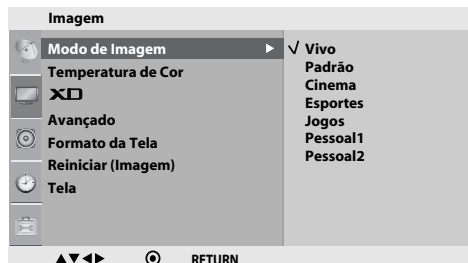 Imagem
Modo de Imagem
Temperatura de Cor
XD
Avançado
Formato da Tela
Reiniciar (Imagem)
Tela
Vivo
Padrão
Cinema
Esportes
Jogos
Pessoal1
Pessoal2
RETURN